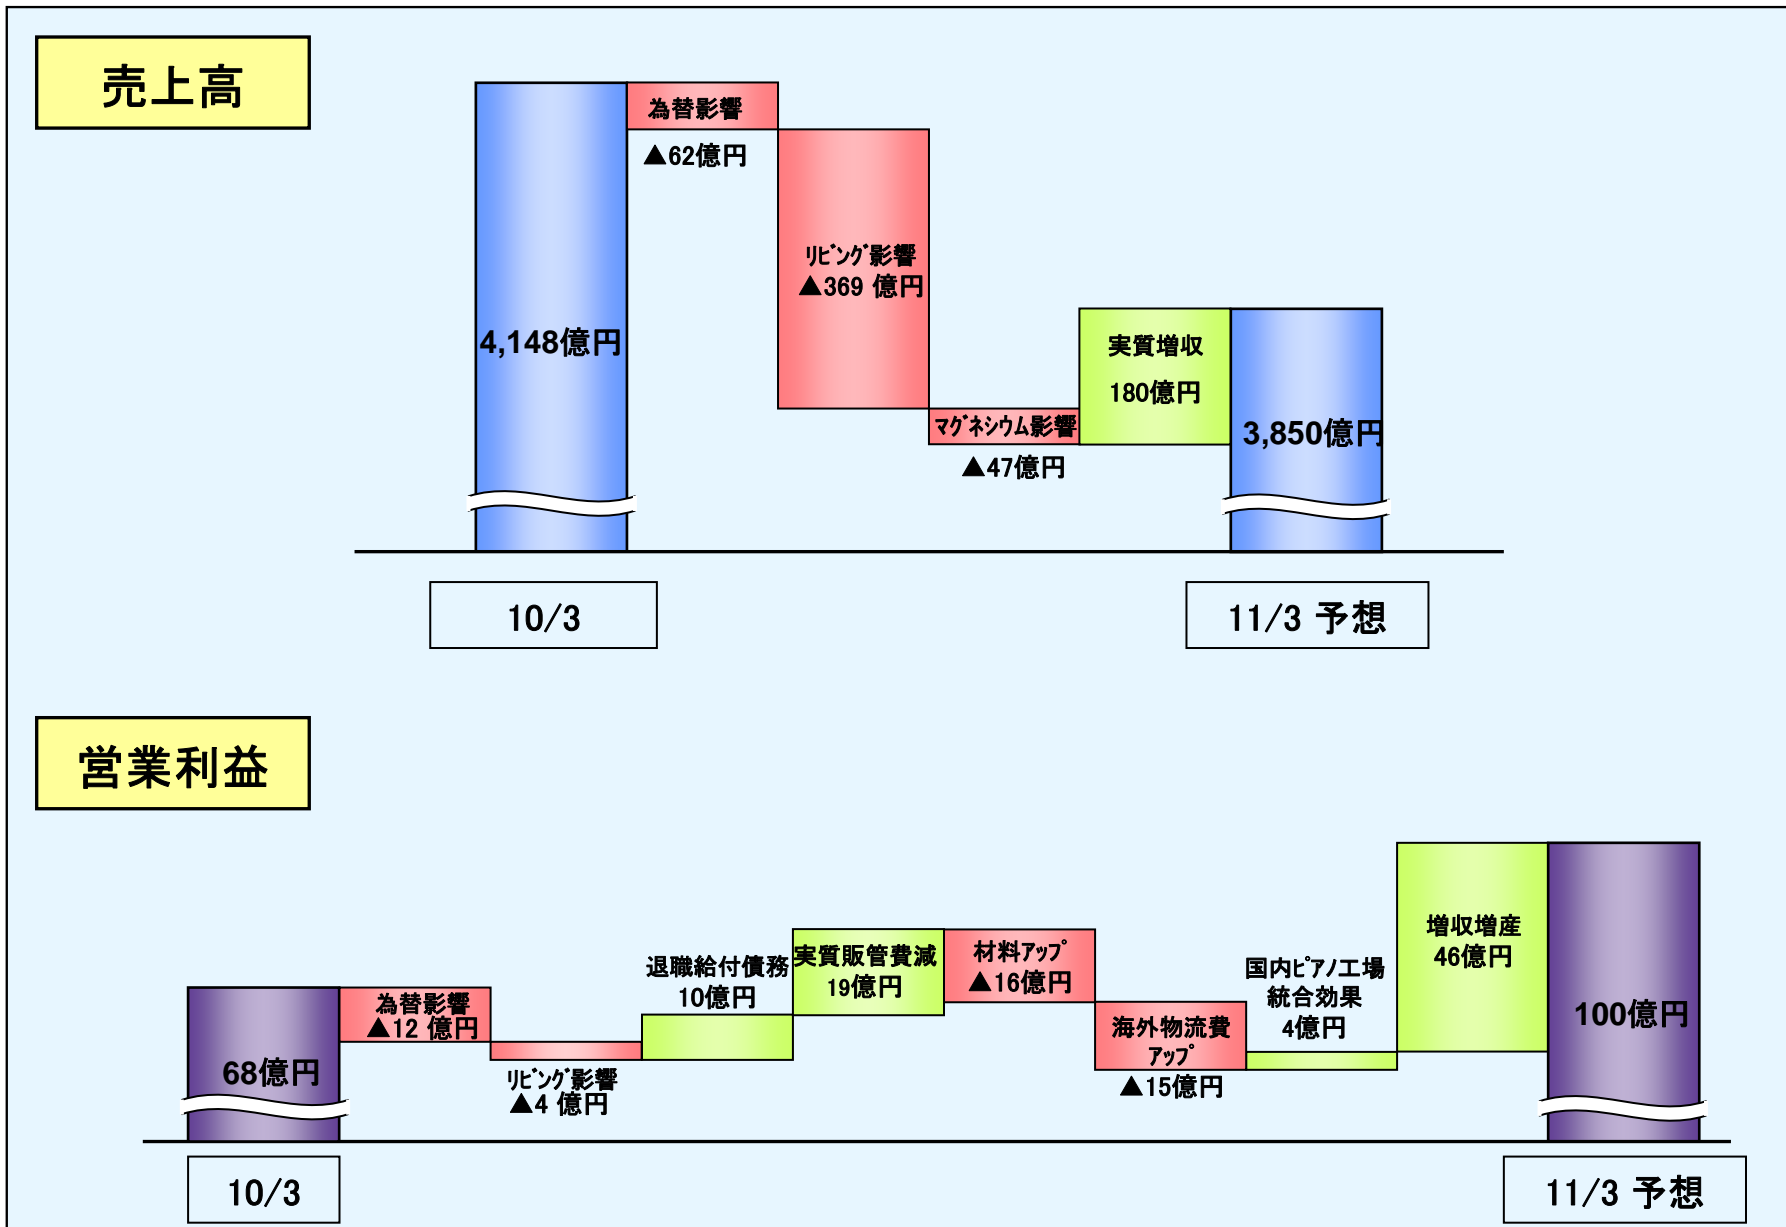 売上高
為替影響
▲62億円
リビング影響
▲369 億円
4,148億円
実質増収
180億円
マグネシウム影響
▲47億円
3,850億円
10/3
11/3 予想
営業利益
増収増産
46億円
退職給付債務
10億円
実質販管費減
19億円
材料アップ
▲16億円
国内ピアノ工場
統合効果
4億円
為替影響
▲12 億円
海外物流費
アップ
▲15億円
100億円
68億円
リビング影響
▲4 億円
10/3
11/3 予想